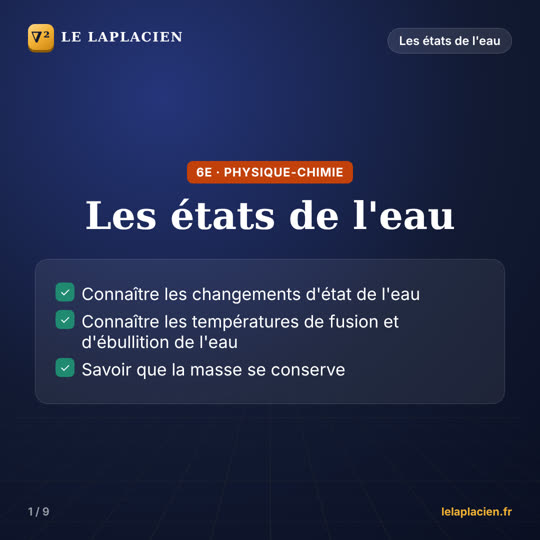 ∇² LE LAPLACIEN
Les états de l'eau
6E · PHYSIQUE-CHIMIE
Les états de l'eau
Connaître les changements d'état de l'eau
Connaître les températures de fusion et
d'ébullition de l'eau
Savoir que la masse se conserve
1 / 9
lelaplacien.fr